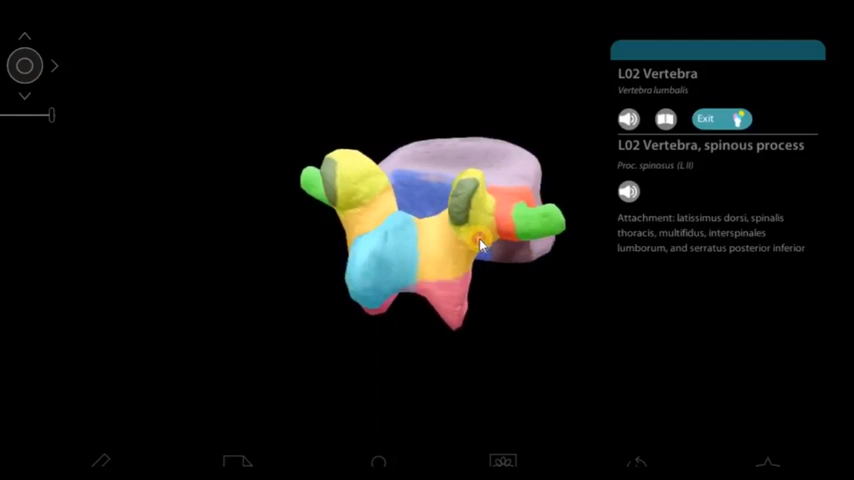 L02 Vertebra
Vertebra lumbalis
Exit
L02 Vertebra, spinous process
Proc. spinosus (L II)
Attachment: latissimus dorsi, spinalis
thoracis, multifidus, interspinales
lumborum, and serratus posterior inferior